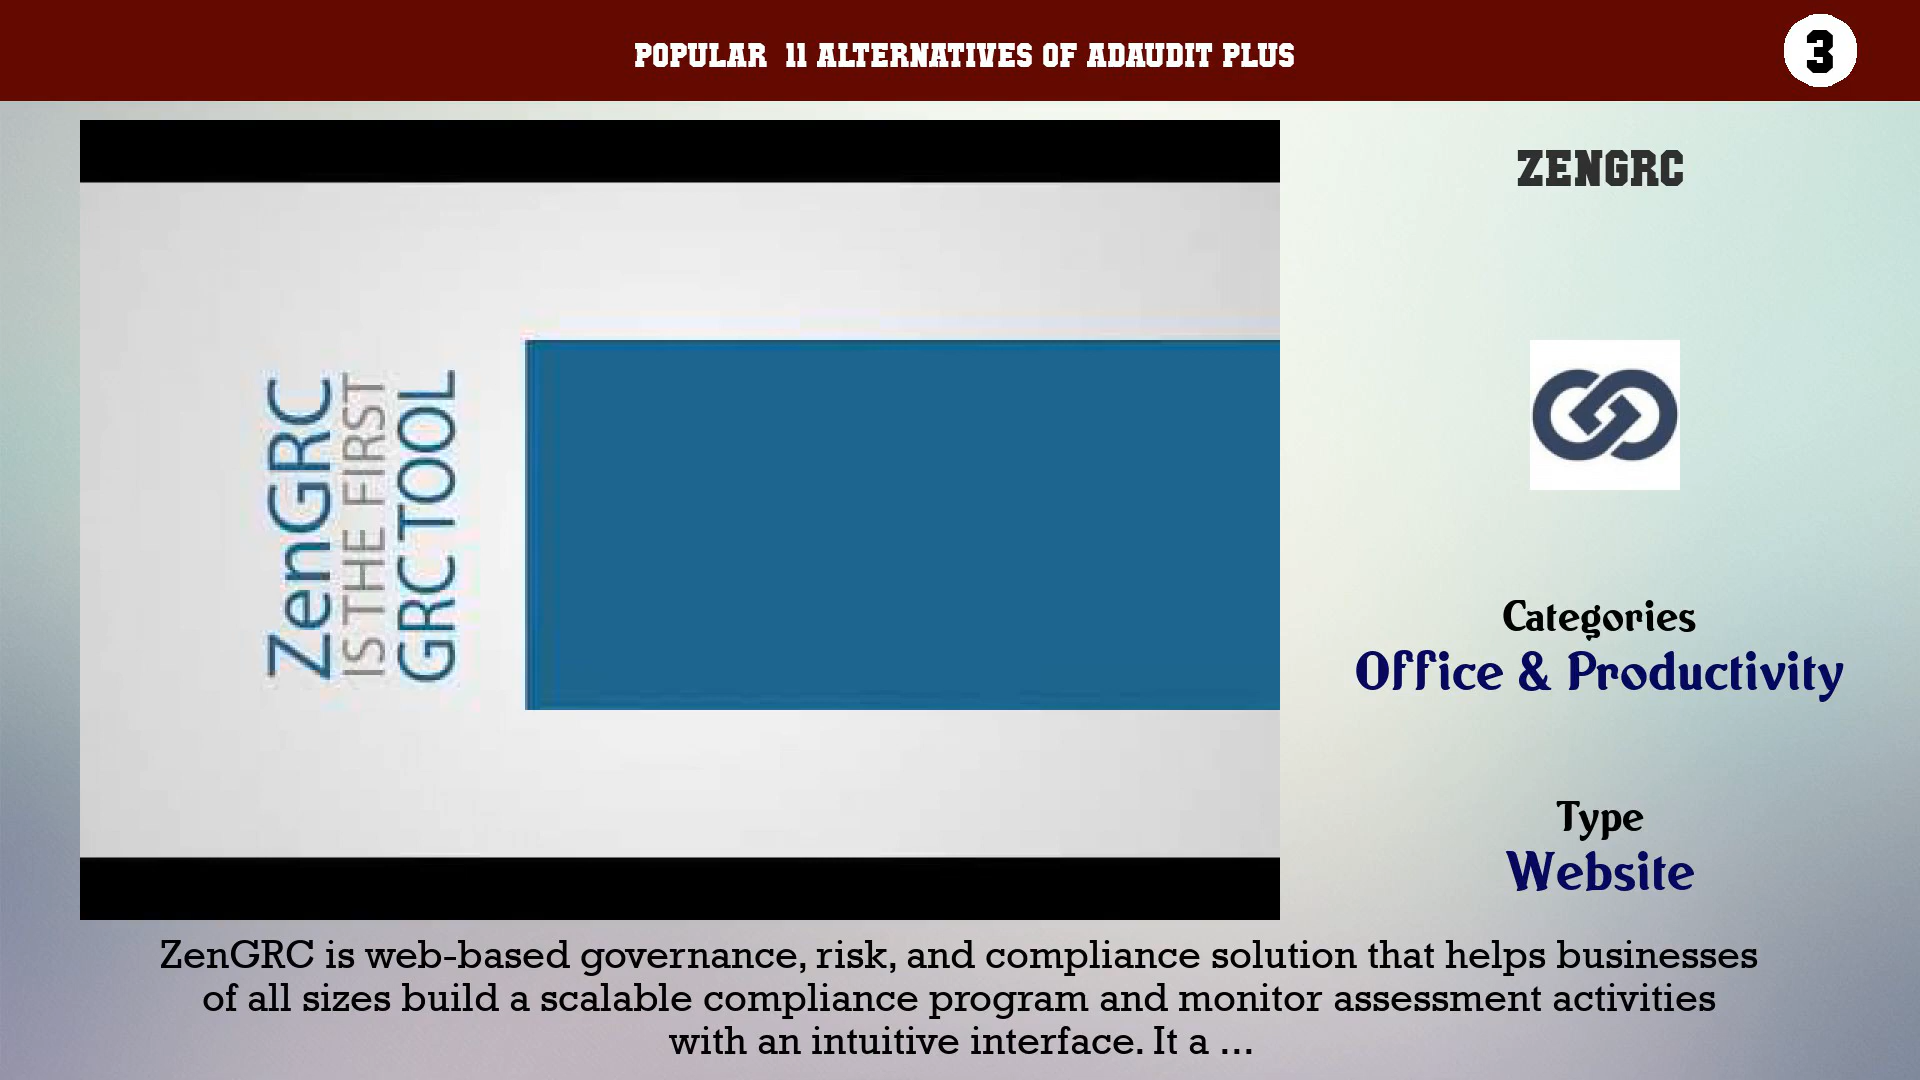 POPULAR 11 ALTERNATIVES OF ADAUDIT PLUS
3
ZenGRC
IS THE FIRST
GRC TOOL
ZENGRC
Categories
Office & Productivity
Type
Website
ZenGRC is web-based governance, risk, and compliance solution that helps businesses
of all sizes build a scalable compliance program and monitor assessment activities
with an intuitive interface. It a ...